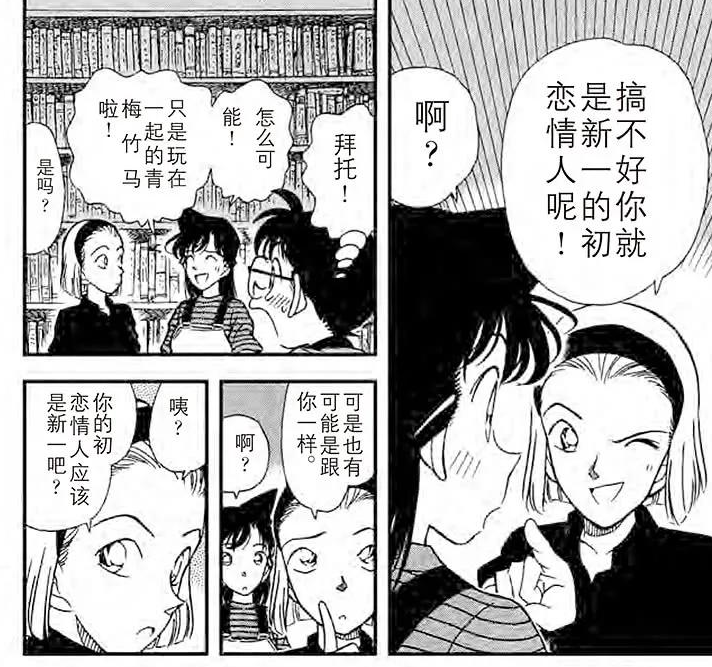 搞不好你就
是新一的初
恋情人呢！
啊？
拜托！
怎么可
能！
只是玩在
一起的青
梅竹马
啦！
是吗？
可是也有
可能是跟
你一样。
啊？
咦？
你的初
恋情人应该
是新一吧？